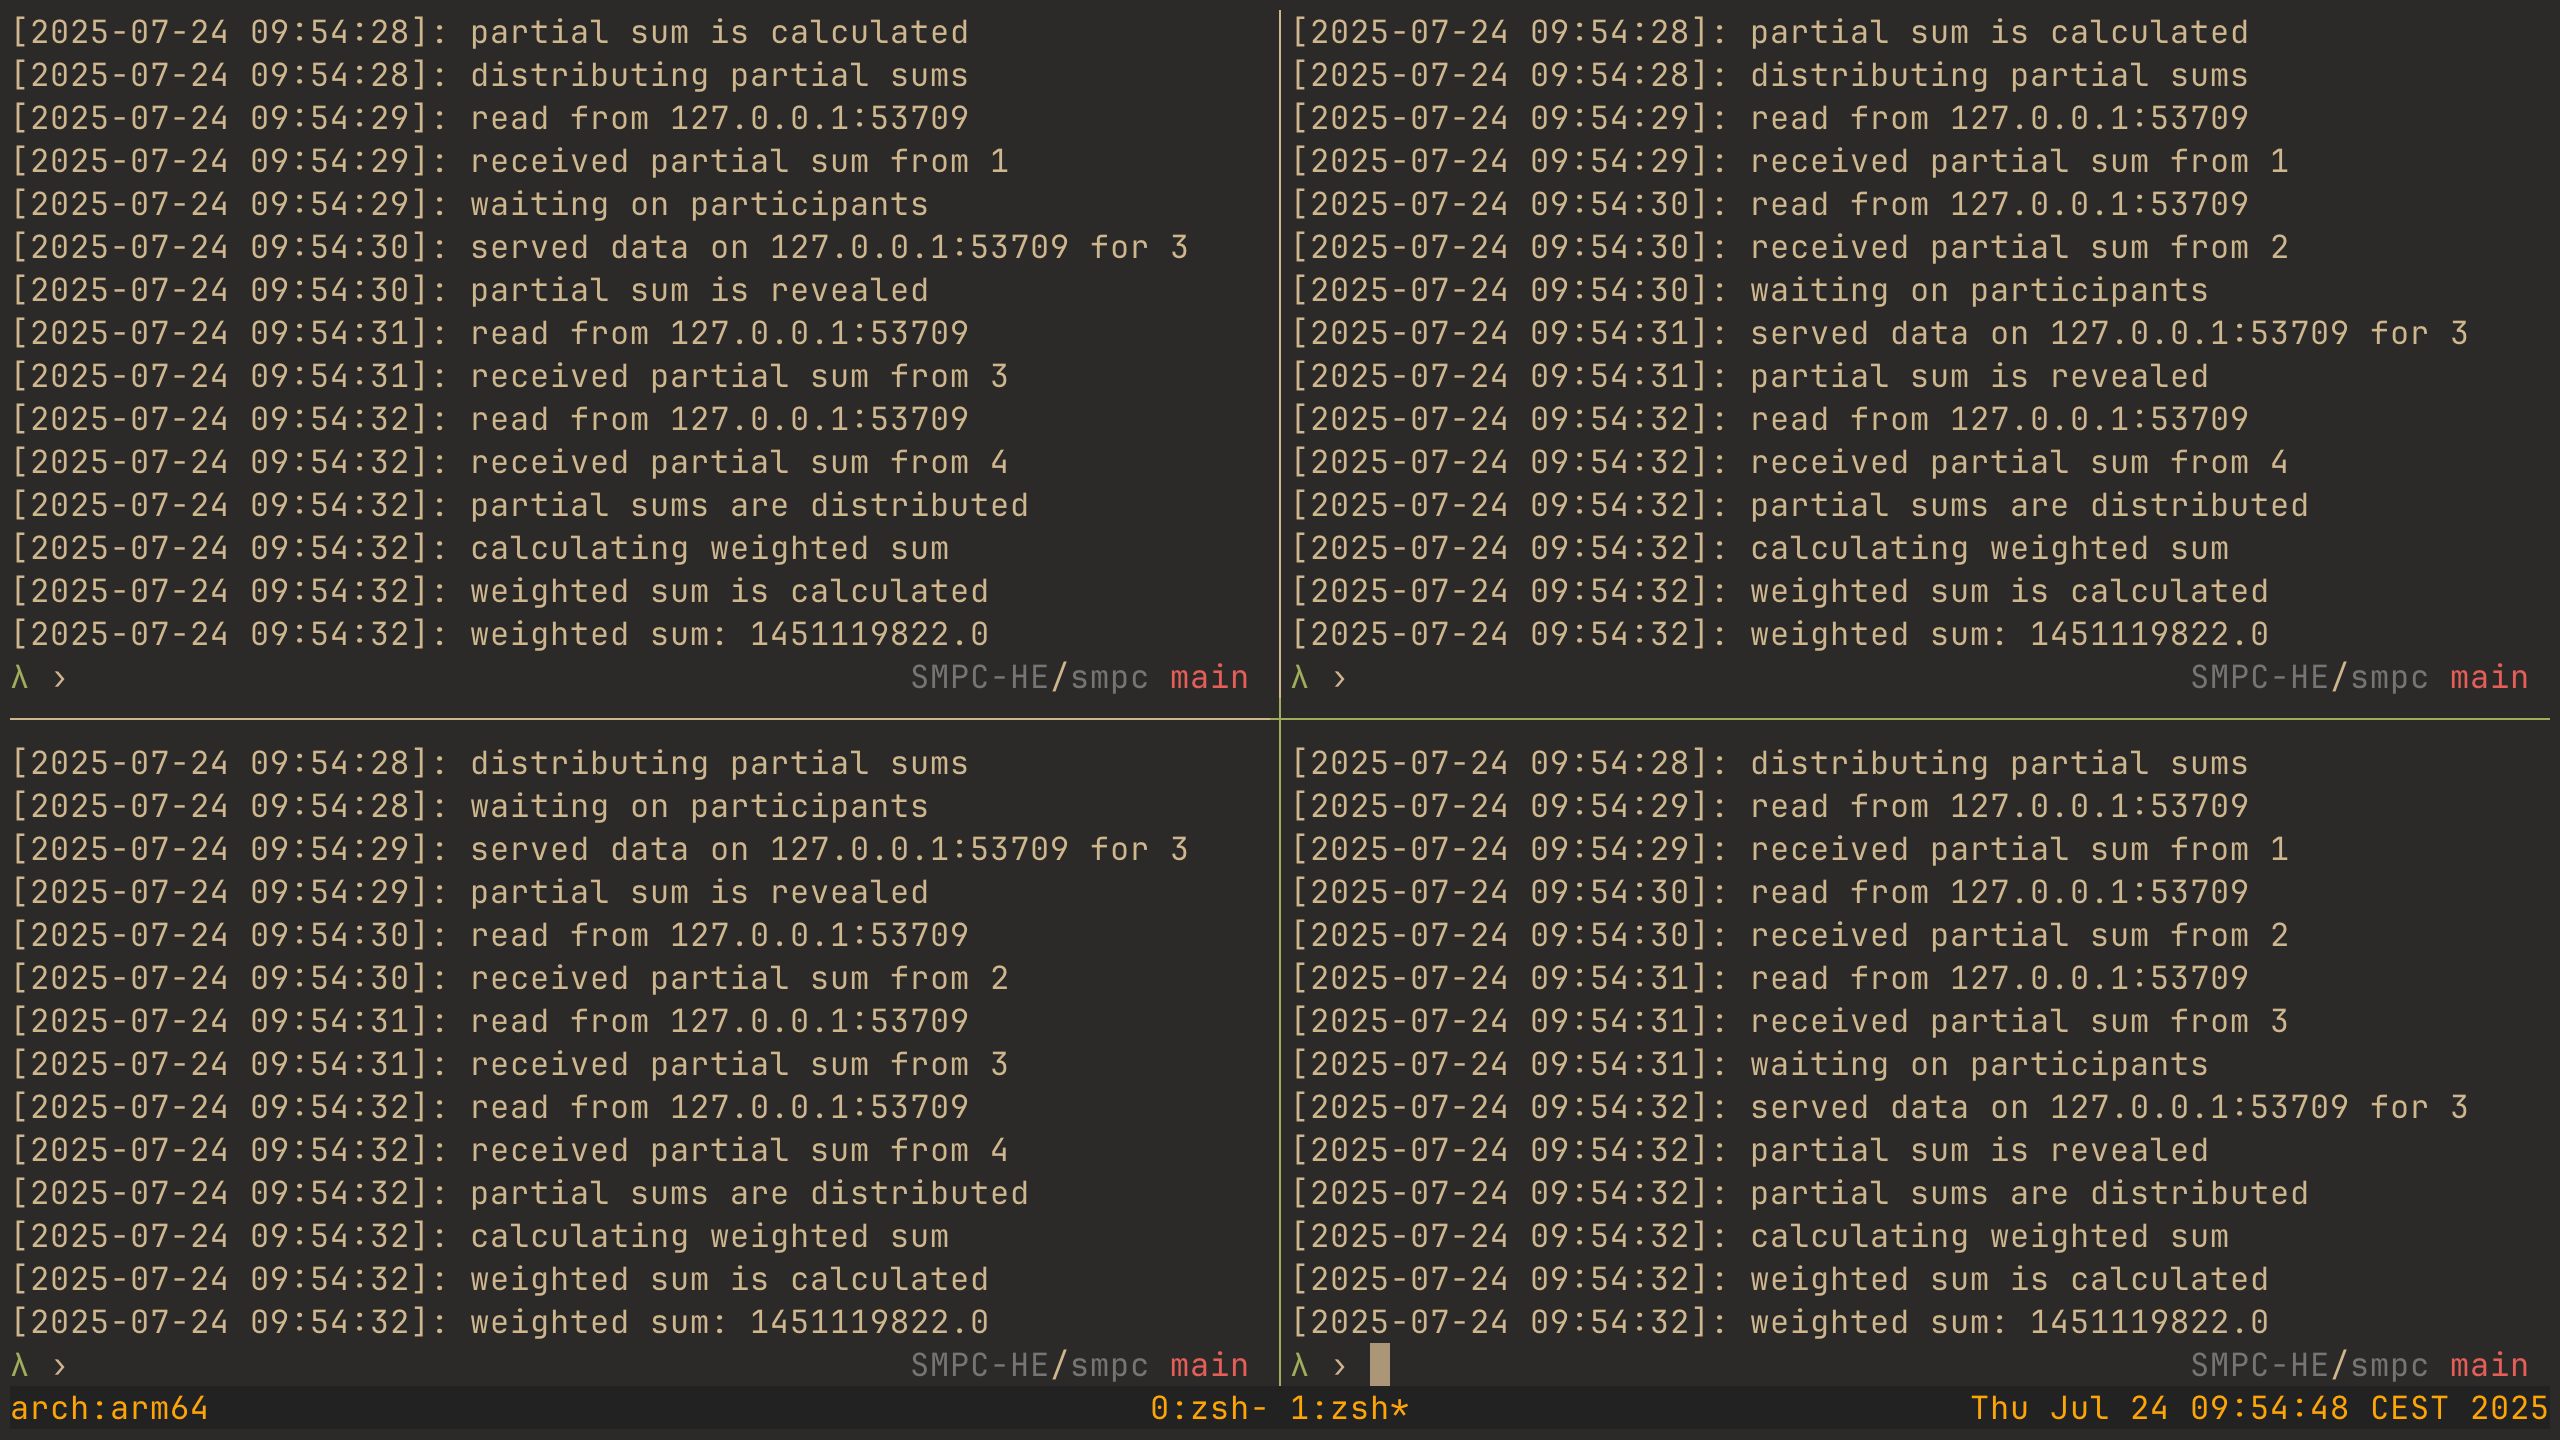 [2025-07-24 09:54:28]: partial sum is calculated
[2025-07-24 09:54:28]: distributing partial sums
[2025-07-24 09:54:29]: read from 127.0.0.1:53709
[2025-07-24 09:54:29]: received partial sum from 1
[2025-07-24 09:54:29]: waiting on participants
[2025-07-24 09:54:30]: served data on 127.0.0.1:53709 for 3
[2025-07-24 09:54:30]: partial sum is revealed
[2025-07-24 09:54:31]: read from 127.0.0.1:53709
[2025-07-24 09:54:31]: received partial sum from 3
[2025-07-24 09:54:32]: read from 127.0.0.1:53709
[2025-07-24 09:54:32]: received partial sum from 4
[2025-07-24 09:54:32]: partial sums are distributed
[2025-07-24 09:54:32]: calculating weighted sum
[2025-07-24 09:54:32]: weighted sum is calculated
[2025-07-24 09:54:32]: weighted sum: 1451119822.0
λ › SMPC-HE/smpc main
[2025-07-24 09:54:28]: partial sum is calculated
[2025-07-24 09:54:28]: distributing partial sums
[2025-07-24 09:54:29]: read from 127.0.0.1:53709
[2025-07-24 09:54:29]: received partial sum from 1
[2025-07-24 09:54:30]: read from 127.0.0.1:53709
[2025-07-24 09:54:30]: received partial sum from 2
[2025-07-24 09:54:30]: waiting on participants
[2025-07-24 09:54:31]: served data on 127.0.0.1:53709 for 3
[2025-07-24 09:54:31]: partial sum is revealed
[2025-07-24 09:54:32]: read from 127.0.0.1:53709
[2025-07-24 09:54:32]: received partial sum from 4
[2025-07-24 09:54:32]: partial sums are distributed
[2025-07-24 09:54:32]: calculating weighted sum
[2025-07-24 09:54:32]: weighted sum is calculated
[2025-07-24 09:54:32]: weighted sum: 1451119822.0
λ › SMPC-HE/smpc main
[2025-07-24 09:54:28]: distributing partial sums
[2025-07-24 09:54:28]: waiting on participants
[2025-07-24 09:54:29]: served data on 127.0.0.1:53709 for 3
[2025-07-24 09:54:29]: partial sum is revealed
[2025-07-24 09:54:30]: read from 127.0.0.1:53709
[2025-07-24 09:54:30]: received partial sum from 2
[2025-07-24 09:54:31]: read from 127.0.0.1:53709
[2025-07-24 09:54:31]: received partial sum from 3
[2025-07-24 09:54:32]: read from 127.0.0.1:53709
[2025-07-24 09:54:32]: received partial sum from 4
[2025-07-24 09:54:32]: partial sums are distributed
[2025-07-24 09:54:32]: calculating weighted sum
[2025-07-24 09:54:32]: weighted sum is calculated
[2025-07-24 09:54:32]: weighted sum: 1451119822.0
λ › SMPC-HE/smpc main
[2025-07-24 09:54:28]: distributing partial sums
[2025-07-24 09:54:29]: read from 127.0.0.1:53709
[2025-07-24 09:54:29]: received partial sum from 1
[2025-07-24 09:54:30]: read from 127.0.0.1:53709
[2025-07-24 09:54:30]: received partial sum from 2
[2025-07-24 09:54:31]: read from 127.0.0.1:53709
[2025-07-24 09:54:31]: received partial sum from 3
[2025-07-24 09:54:31]: waiting on participants
[2025-07-24 09:54:32]: served data on 127.0.0.1:53709 for 3
[2025-07-24 09:54:32]: partial sum is revealed
[2025-07-24 09:54:32]: partial sums are distributed
[2025-07-24 09:54:32]: calculating weighted sum
[2025-07-24 09:54:32]: weighted sum is calculated
[2025-07-24 09:54:32]: weighted sum: 1451119822.0
λ › SMPC-HE/smpc main
arch:arm64 0:zsh- 1:zsh* Thu Jul 24 09:54:48 CEST 2025